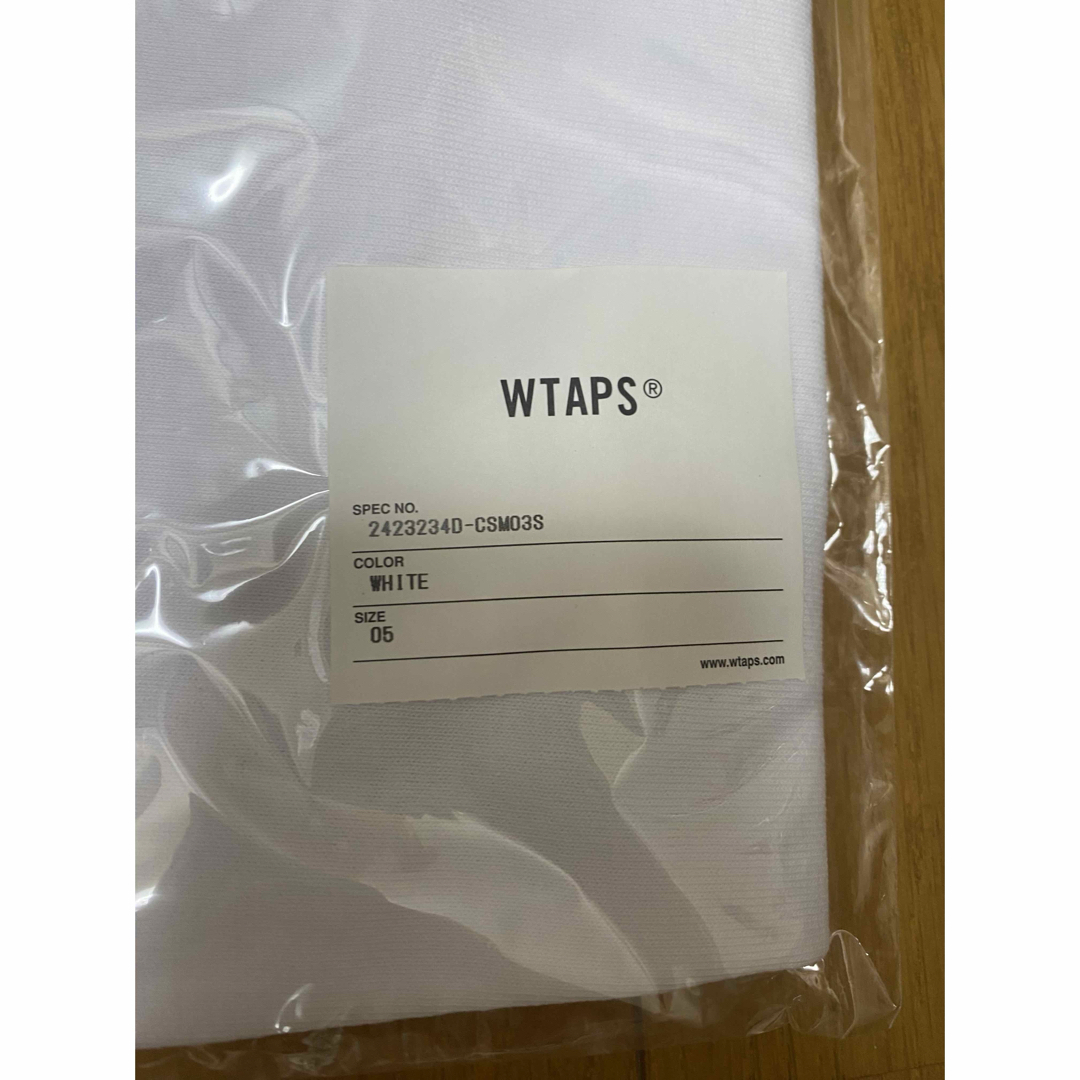 WTAPS®
SPEC NO.
2423234D-CSM03S
COLOR
WHITE
SIZE
05
www.wtaps.com